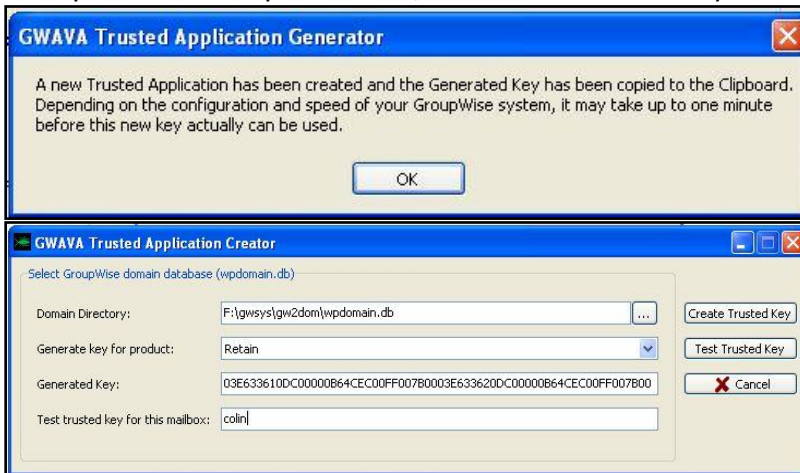 GWAVA Trusted Application Generator
A new Trusted Application has been created and the Generated Key has been copied to the Clipboard.
Depending on the configuration and speed of your GroupWise system, it may take up to one minute
before this new key actually can be used.
OK
GWAVA Trusted Application Creator
Select GroupWise domain database (wpdomain.db)
Domain Directory: F:\gwsys\gw2dom\wpdomain.db ... Create Trusted Key
Generate key for product: Retain Test Trusted Key
Generated Key: 03E633610DC00000B64CEC00FF007B0003E633620DC00000B64CEC00FF007B00 Cancel
Test trusted key for this mailbox: colin